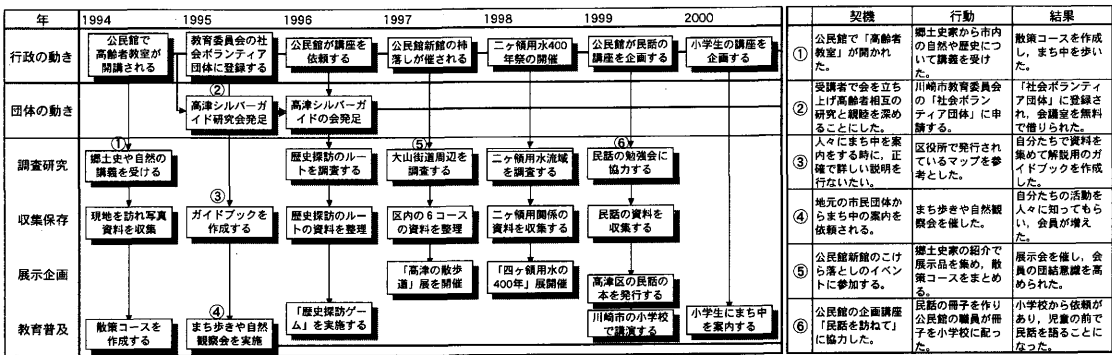 年 1994 1995 1996 1997 1998 1999 2000
行政の動き
公民館で
高齢者教室が
開講される
教育委員会の社
会ボランティア
団体に登録する
公民館が講座を
依頼する
公民館新館の柿
落しが催される
二ヶ領用水400
年祭の開催
公民館が民話の
講座を企画する
小学生の講座を
企画する
団体の動き
②
高津シルバーガ
イド研究会発足
高津シルバーガ
イドの会発足
調査研究
①
郷土史や自然の
講義を受ける
歴史探訪のルー
トを調査する
⑤
大山街道周辺を
調査する
二ヶ領用水流域
を調査する
⑥
民話の勉強会に
協力する
収集保存
現地を訪れ写真
資料を収集
③
ガイドブックを
作成する
歴史探訪のルー
トの資料を整理
区内の6コース
の資料を整理
二ヶ領用水関係の
資料を収集する
民話の資料を
収集する
展示企画
「高津の散歩
道」展を開催
「四ヶ領用水の
400年」展開催
高津区の民話の
本を発行する
教育普及
散策コースを
作成する
④
まち歩きや自然
観察会を実施
「歴史探訪ゲー
ム」を実施する
川崎市の小学校
で講演する
小学生にまち中
を案内する
契機 行動 結果
①
公民館で「高齢者
教室」が開かれ
た。
郷土史家から市内
の自然や歴史につ
いて講義を受けた。
散策コースを作成
し，まち中を歩い
た。
②
受講者で会を立ち
上げ高齢者相互の
研究と親睦を深め
ることにした。
川崎市教育委員会
の「社会ボラン
ティア団体」に申
請する。
「社会ボランティ
ア団体」に登録さ
れ，会議室を無料
で借りられた。
③
人々にまち中を案
内をする時に，正
確で詳しい説明を
行ないたい。
区役所で発行され
ているマップを参
考とした。
自分たちで資料を
集めて解説用のガ
イドブックを作成した。
④
地元の市民団体か
らまち中の案内を
依頼される。
まち歩きや自然観
察会を催した。
自分たちの活動を
人々に知ってもら
い，会員が増え
た。
⑤
公民館新館のこけ
ら落としのイベン
トに参加する。
郷土史家の紹介で
展示品を集め，散
策コースをまとめる。
展示会を催し，会
員の団結意識を高
められた。
⑥
公民館の企画講座
「民話を訪ねて」
に協力した。
民話の冊子を作り
公民館の職員が冊
子を小学校に配っ
た。
小学校から依頼が
あり，児童の前で
民話を語ることに
なった。